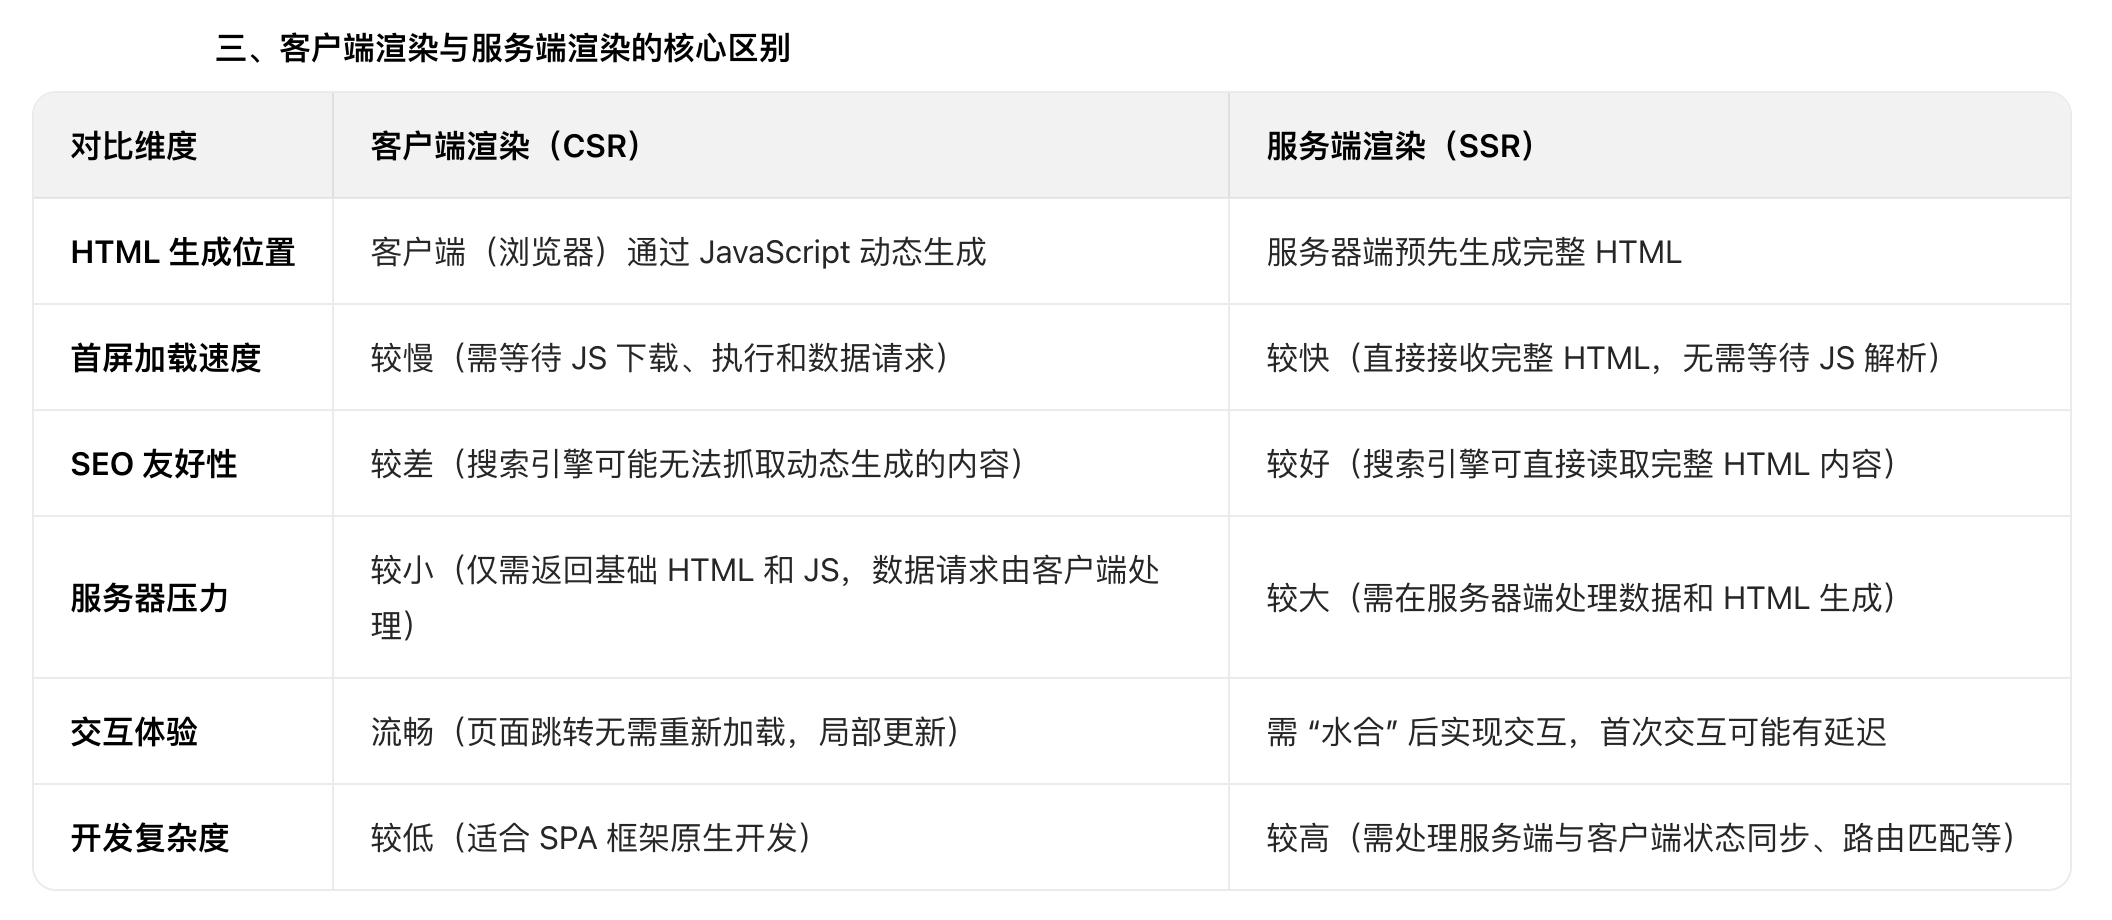 三、客户端渲染与服务端渲染的核心区别
对比维度
客户端渲染（CSR）
服务端渲染（SSR）
HTML 生成位置
客户端（浏览器）通过 JavaScript 动态生成
服务器端预先生成完整 HTML
首屏加载速度
较慢（需等待 JS 下载、执行和数据请求）
较快（直接接收完整 HTML，无需等待 JS 解析）
SEO 友好性
较差（搜索引擎可能无法抓取动态生成的内容）
较好（搜索引擎可直接读取完整 HTML 内容）
服务器压力
较小（仅需返回基础 HTML 和 JS，数据请求由客户端处
理）
较大（需在服务器端处理数据和 HTML 生成）
交互体验
流畅（页面跳转无需重新加载，局部更新）
需 “水合” 后实现交互，首次交互可能有延迟
开发复杂度
较低（适合 SPA 框架原生开发）
较高（需处理服务端与客户端状态同步、路由匹配等）